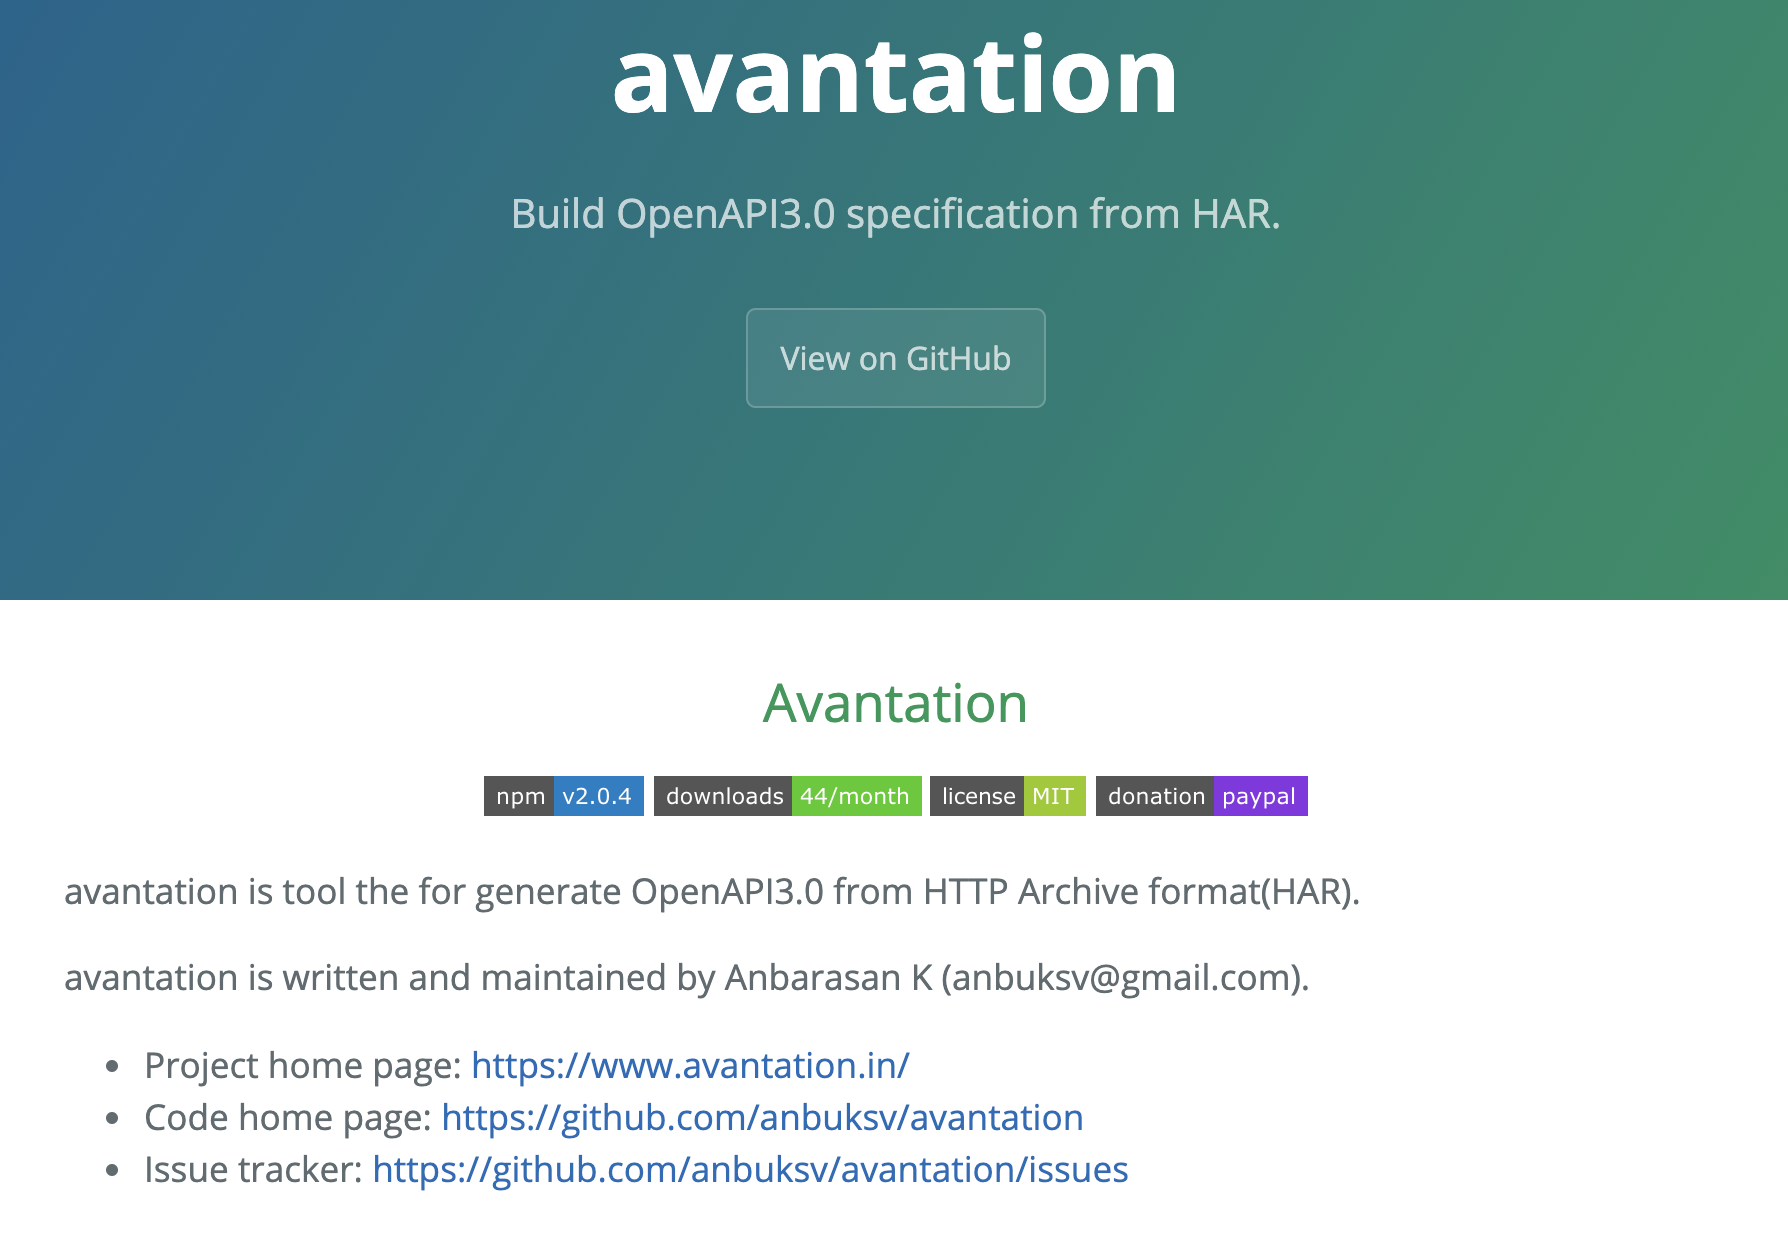 avantation
Build OpenAPI3.0 specification from HAR.
View on GitHub
Avantation
npm v2.0.4 downloads 44/month license MIT donation paypal
avantation is tool the for generate OpenAPI3.0 from HTTP Archive format(HAR).
avantation is written and maintained by Anbarasan K (anbuksv@gmail.com).
• Project home page: https://www.avantation.in/
• Code home page: https://github.com/anbuksv/avantation
• Issue tracker: https://github.com/anbuksv/avantation/issues